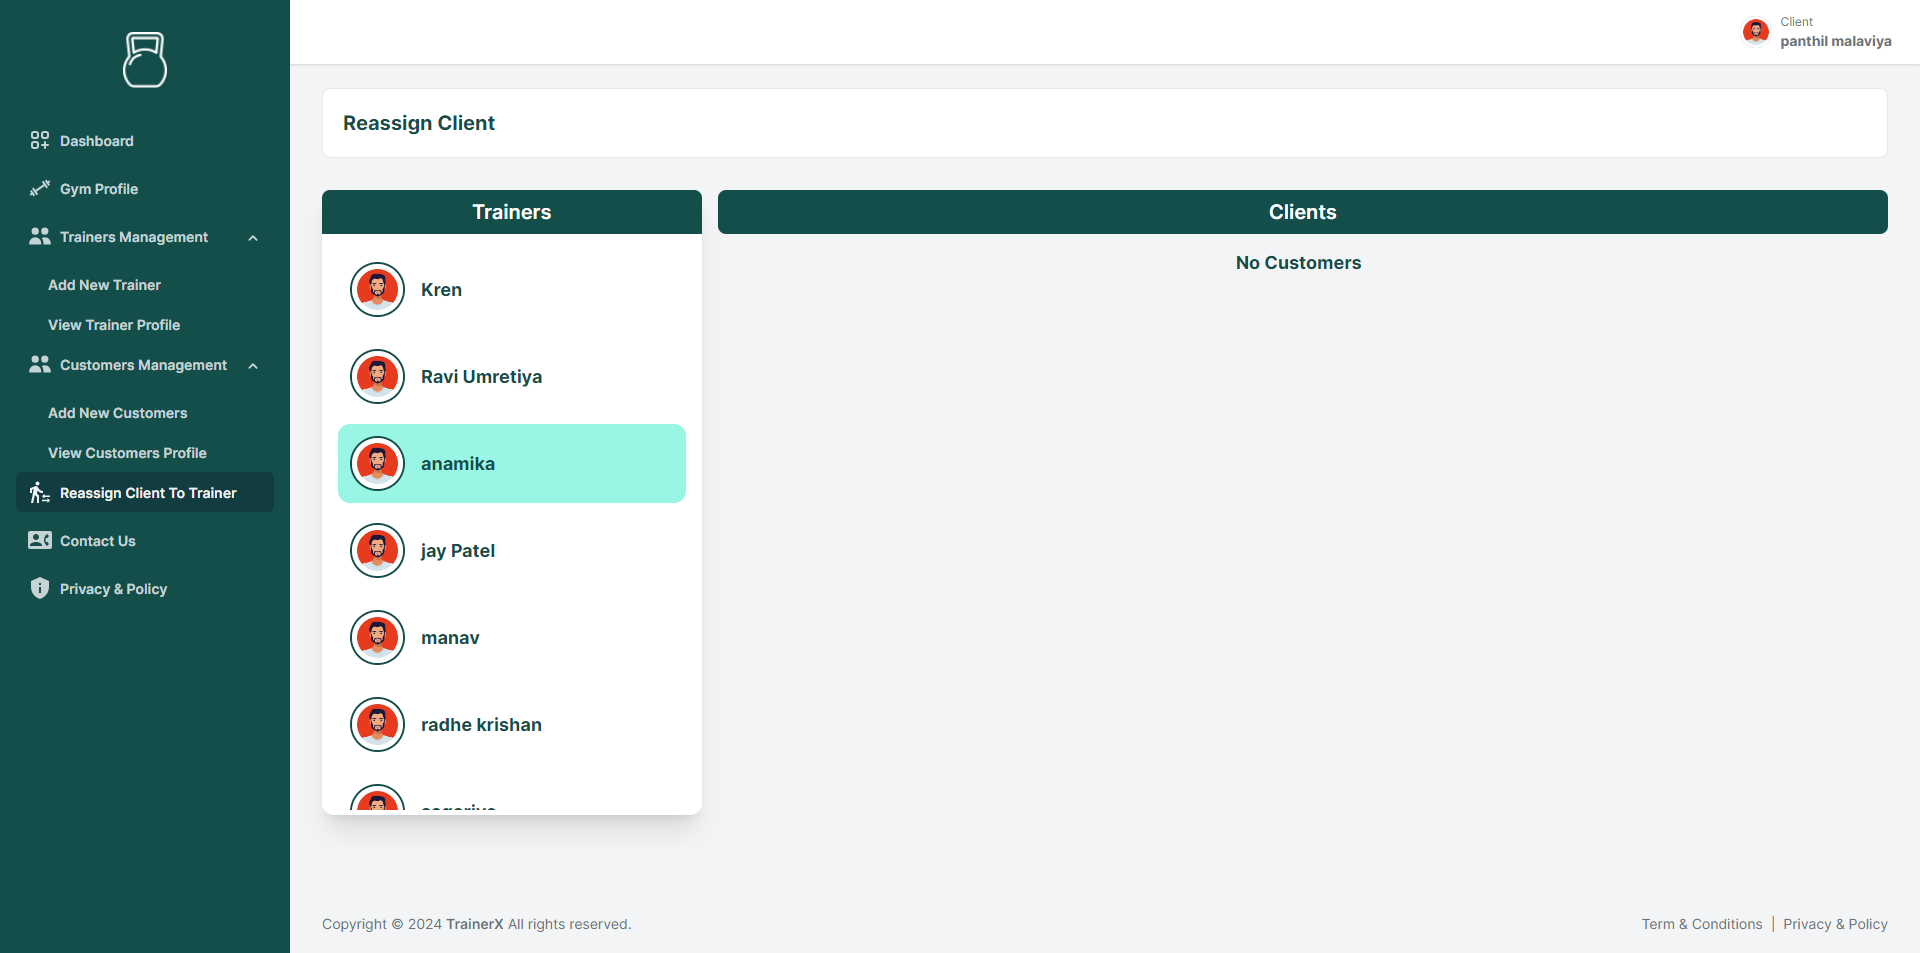 Client
panthil malaviya
Dashboard
Gym Profile
Trainers Management
Add New Trainer
View Trainer Profile
Customers Management
Add New Customers
View Customers Profile
Reassign Client To Trainer
Contact Us
Privacy & Policy
Reassign Client
Trainers
Kren
Ravi Umretiya
anamika
jay Patel
manav
radhe krishan
Clients
No Customers
Copyright © 2024 TrainerX All rights reserved.
Term & Conditions | Privacy & Policy